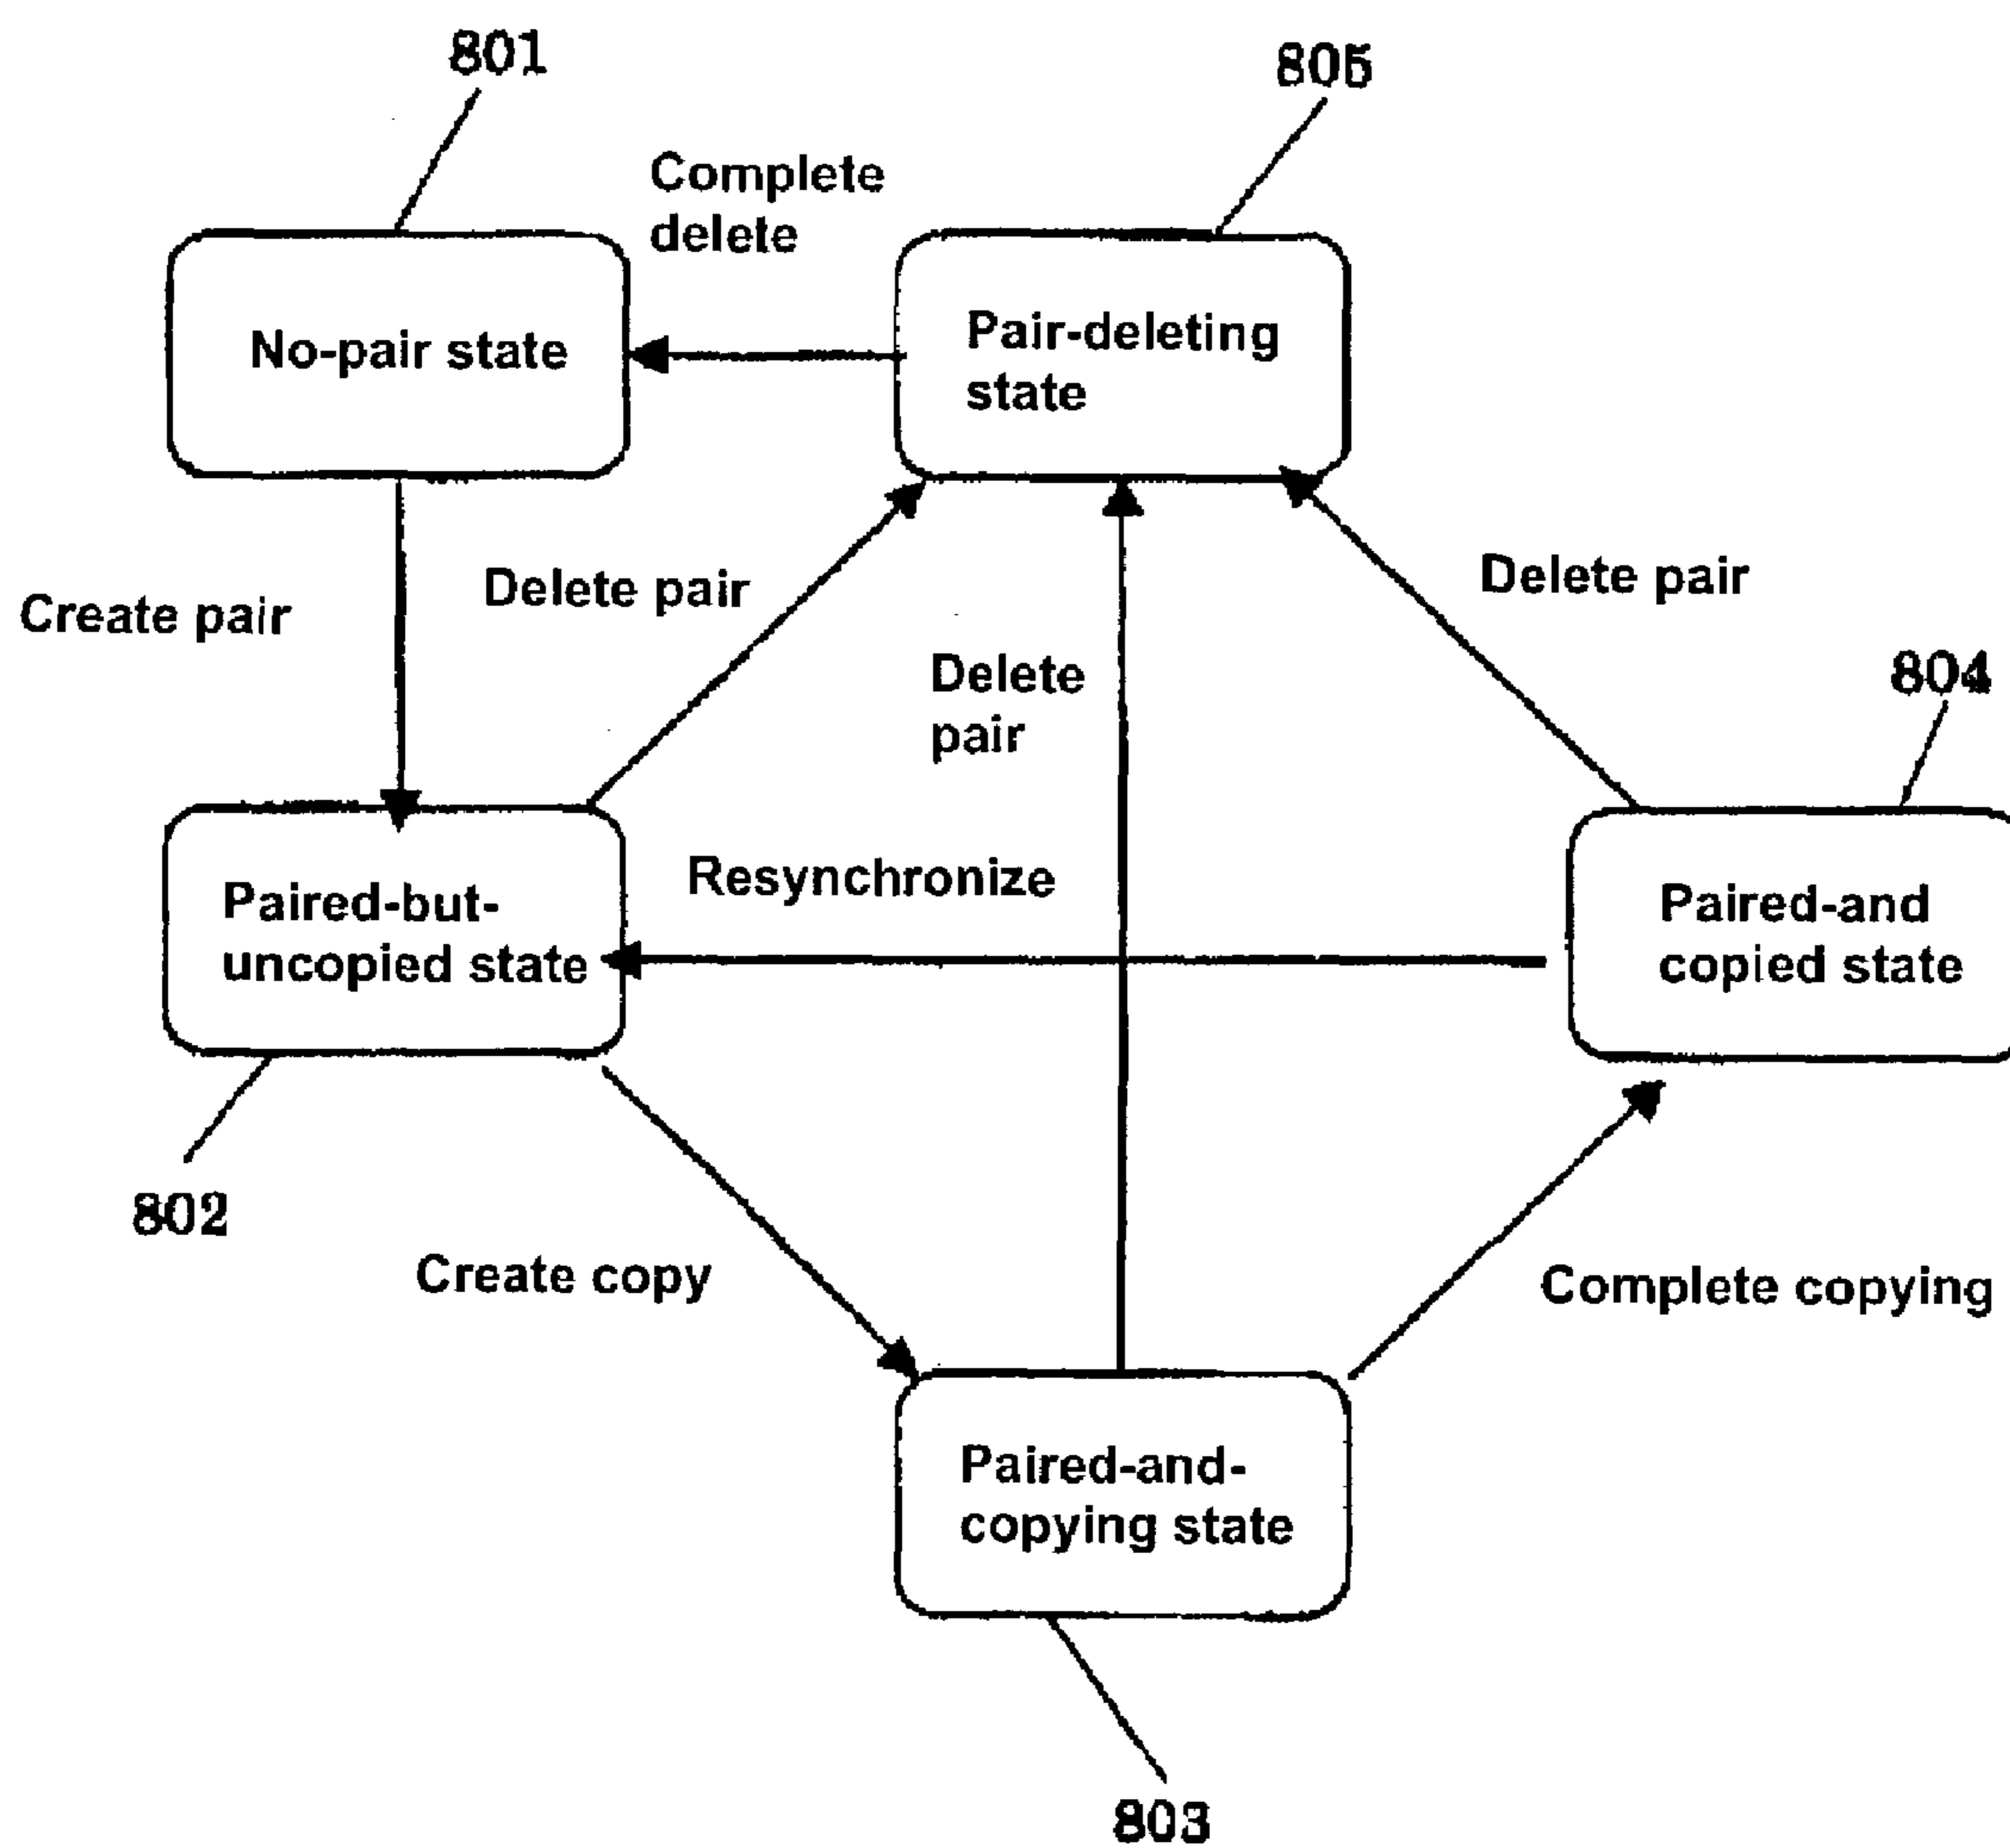 801
805
Complete
delete
No-pair state
Pair-deleting
state
Create pair
Delete pair
Delete pair
Delete
pair
804
Resynchronize
Paired-but-
uncopied state
Paired-and
copied state
802
Create copy
Complete copying
Paired-and-
copying state
803